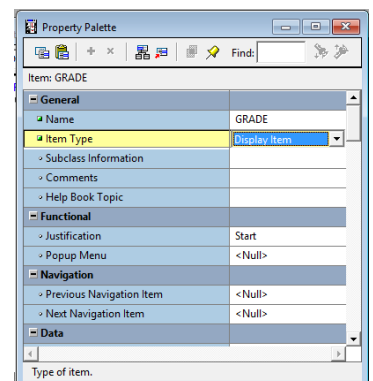 Property Palette
Find:
Item: GRADE
General
Name GRADE
Item Type Display Item
Subclass Information
Comments
Help Book Topic
Functional
Justification Start
Popup Menu <Null>
Navigation
Previous Navigation Item <Null>
Next Navigation Item <Null>
Data
Type of item.